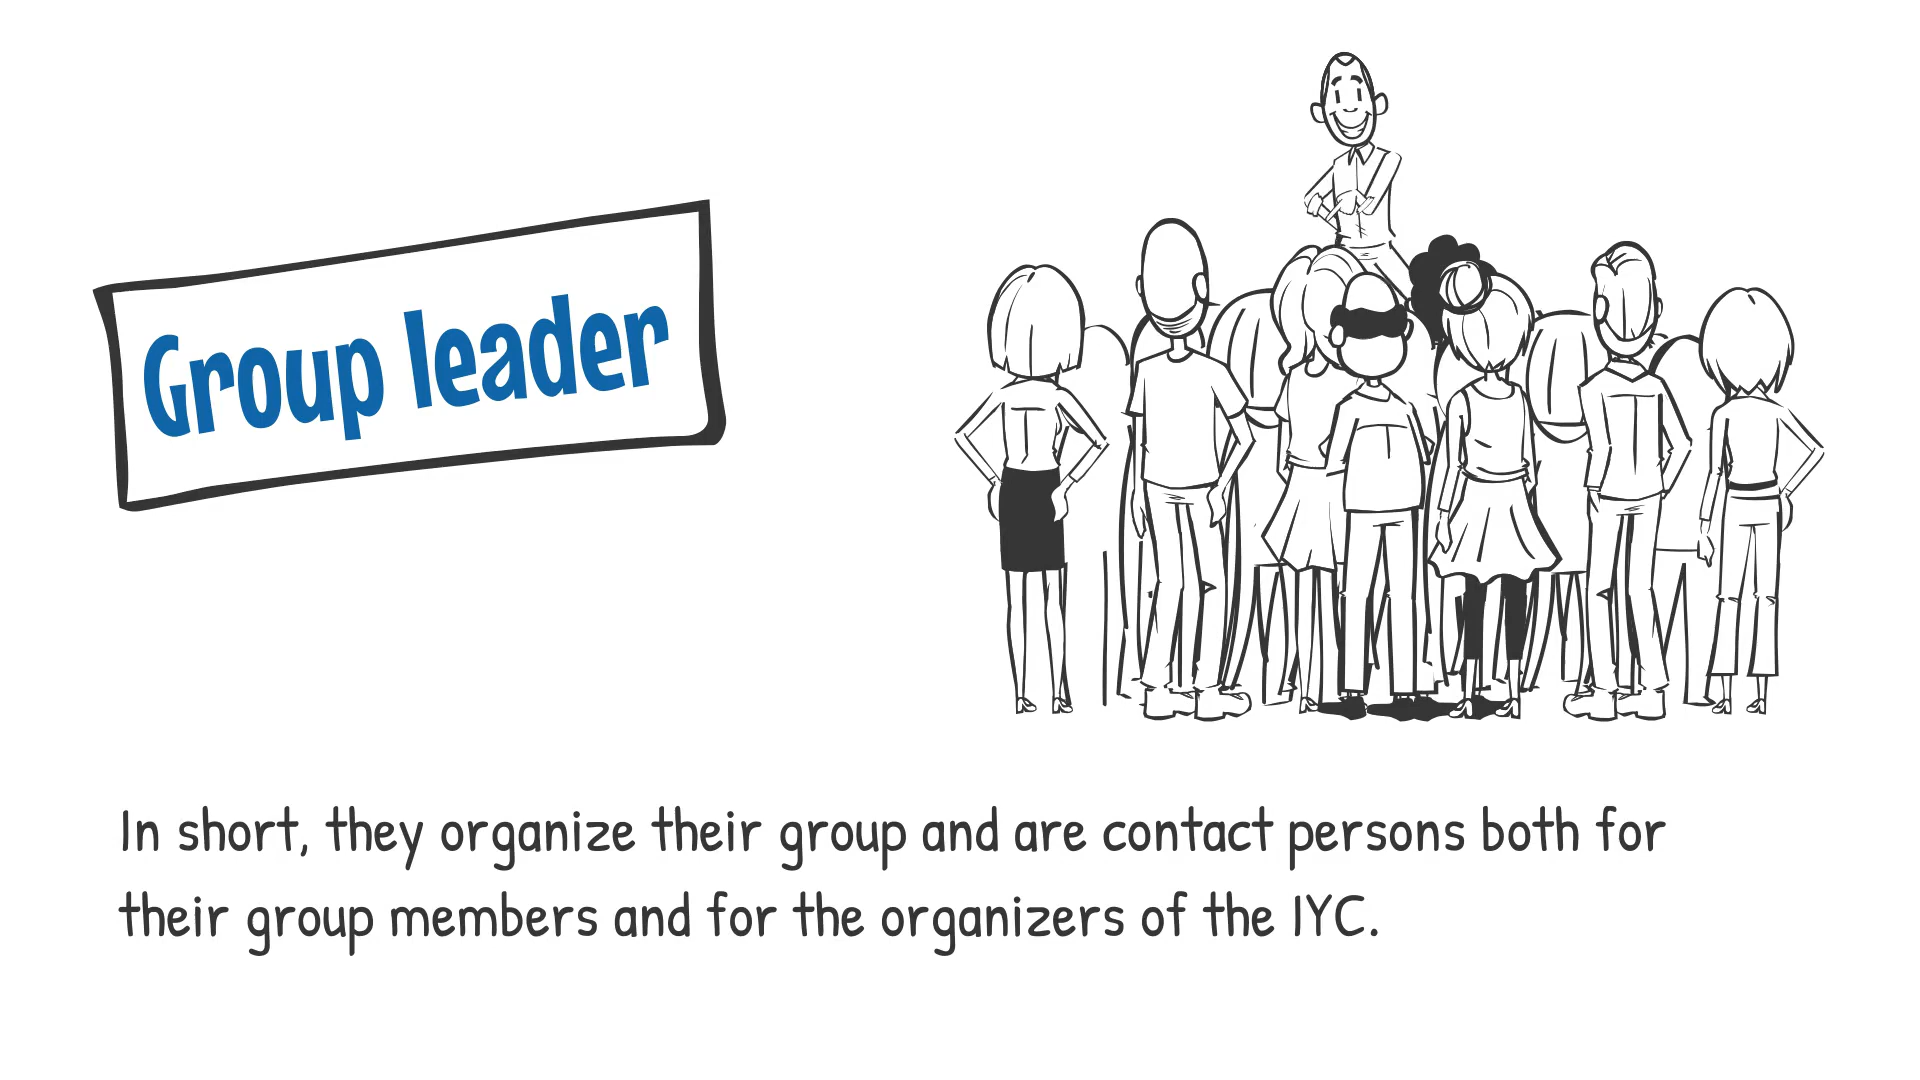 Group leader
In short, they organize their group and are contact persons both for
their group members and for the organizers of the IYC.